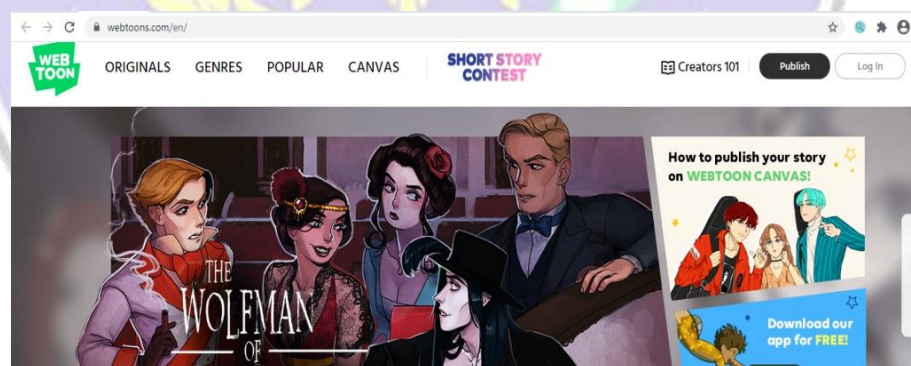 webtoons.com/en/
WEB
TOON
ORIGINALS GENRES POPULAR CANVAS
SHORT STORY
CONTEST
Creators 101
Publish
Log In
THE
WOLFMAN
OF
How to publish your story
on WEBTOON CANVAS!
Download our
app for FREE!